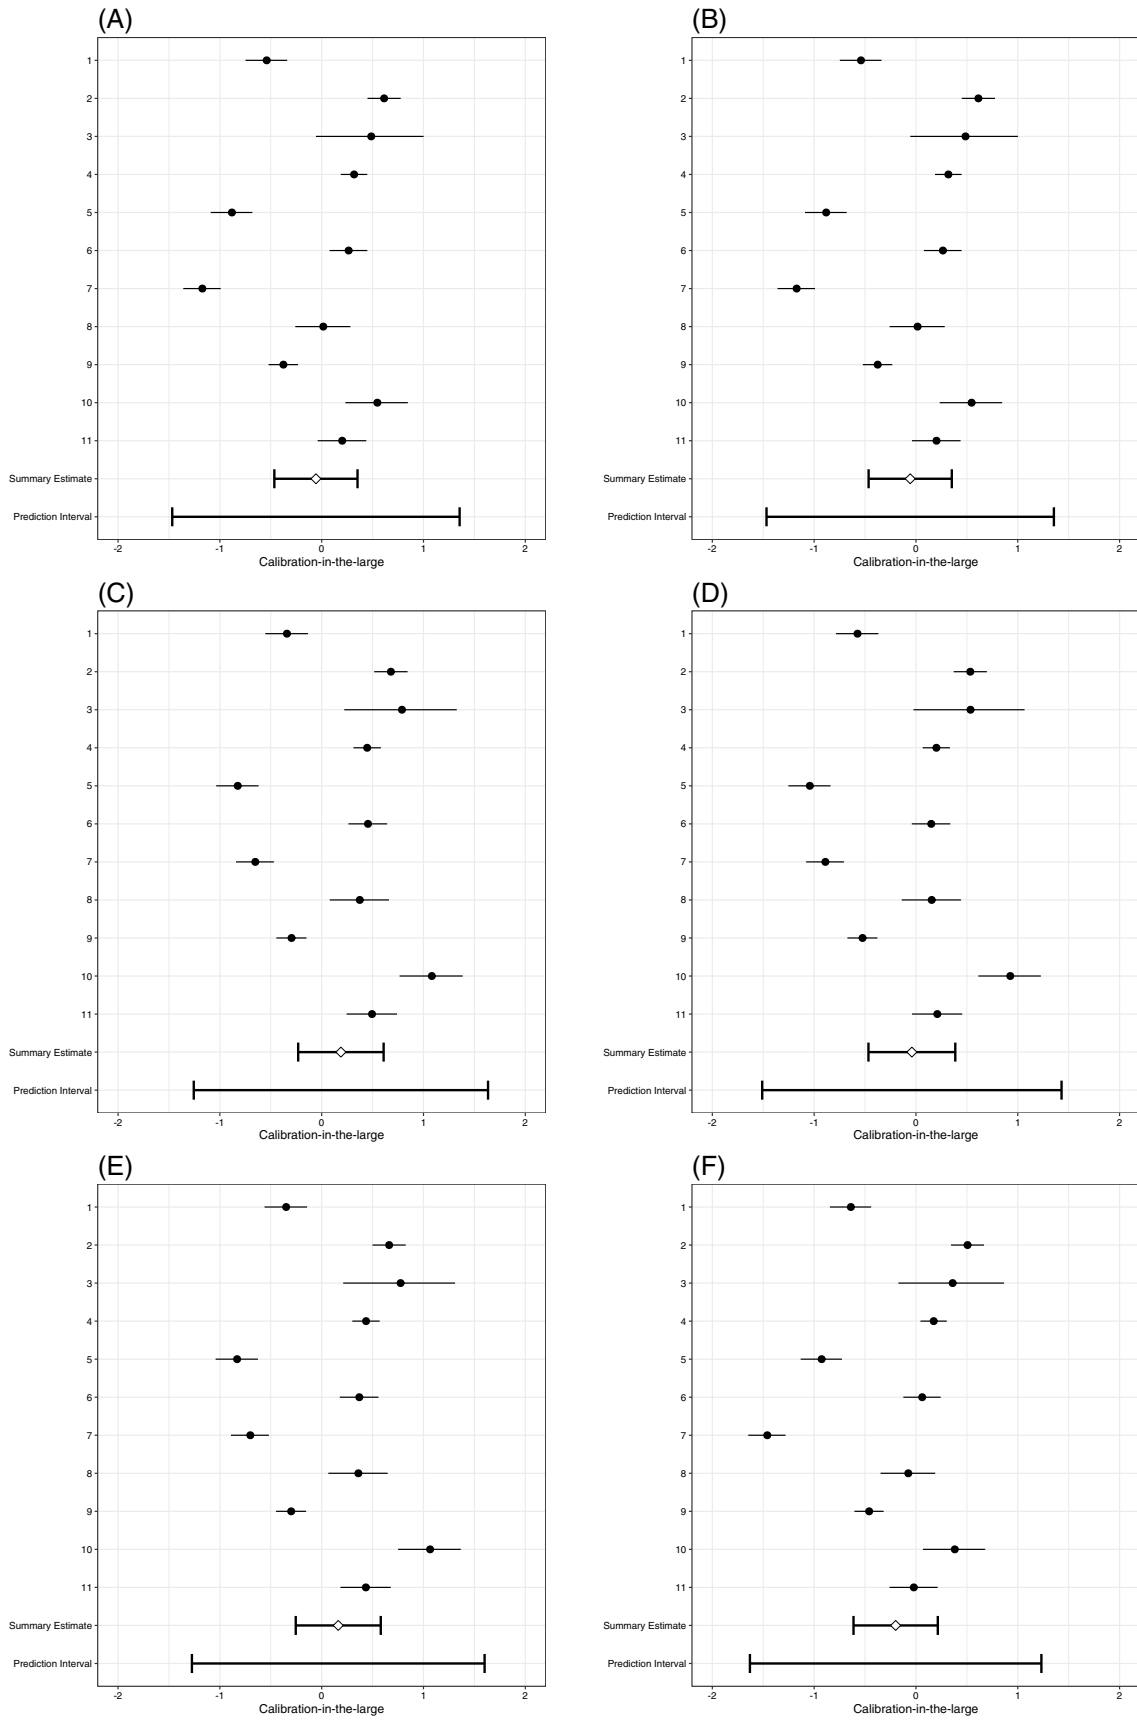 (A)
1
2
3
4
5
6
7
8
9
10
11
Summary Estimate
Prediction Interval
-2 -1 0 1 2
Calibration-in-the-large
(B)
1
2
3
4
5
6
7
8
9
10
11
Summary Estimate
Prediction Interval
-2 -1 0 1 2
Calibration-in-the-large
(C)
1
2
3
4
5
6
7
8
9
10
11
Summary Estimate
Prediction Interval
-2 -1 0 1 2
Calibration-in-the-large
(D)
1
2
3
4
5
6
7
8
9
10
11
Summary Estimate
Prediction Interval
-2 -1 0 1 2
Calibration-in-the-large
(E)
1
2
3
4
5
6
7
8
9
10
11
Summary Estimate
Prediction Interval
-2 -1 0 1 2
Calibration-in-the-large
(F)
1
2
3
4
5
6
7
8
9
10
11
Summary Estimate
Prediction Interval
-2 -1 0 1 2
Calibration-in-the-large